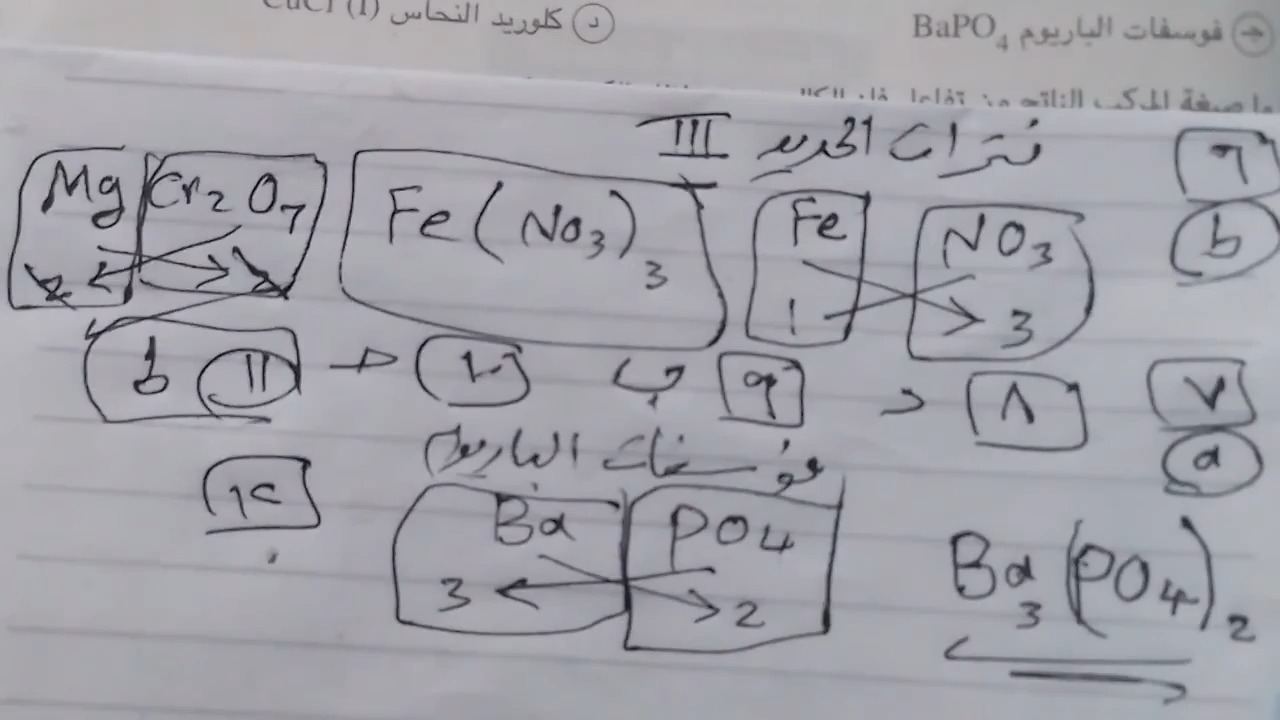 ج فوسفات الباريوم BaPO4
د كلوريد النحاس (I) CuCl
ما صيغة المركب الناتج من تفاعل
نترات الحديد III
٦
b
Fe NO3
1 3
Fe(NO3)3
Mg Cr2O7
2 2
٧
a
٨ د
٩ ب
١٠ ج
11 b
فوسفات الباريوم
Ba PO4
3 2
Ba3(PO4)2
١٢